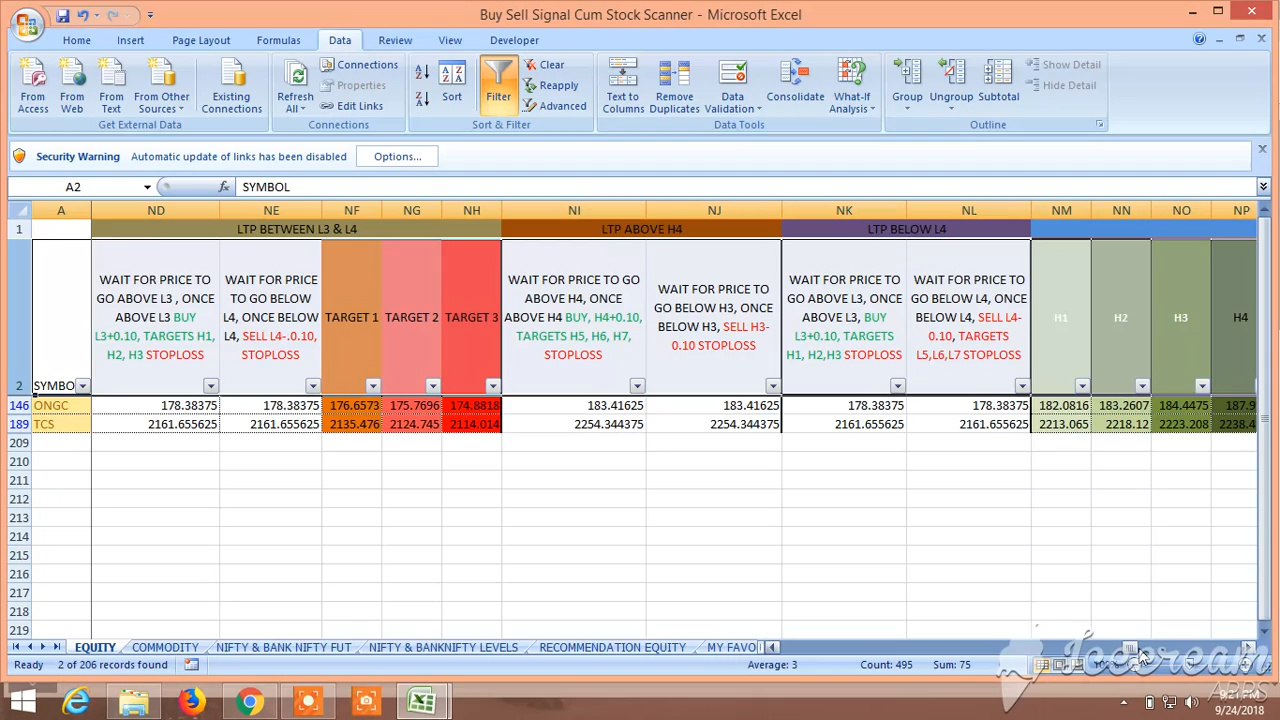 Buy Sell Signal Cum Stock Scanner - Microsoft Excel
Home Insert Page Layout Formulas Data Review View Developer
From Access
From Web
From Text
From Other Sources
Existing Connections
Get External Data
Refresh All
Connections
Properties
Edit Links
Connections
Sort
Filter
Clear
Reapply
Advanced
Sort & Filter
Text to Columns
Remove Duplicates
Data Validation
Consolidate
What-If Analysis
Data Tools
Group
Ungroup
Subtotal
Show Detail
Hide Detail
Outline
Security Warning Automatic update of links has been disabled Options...
A2 fx SYMBOL
A ND NE NF NG NH NI NJ NK NL NM NN NO NP
1 LTP BETWEEN L3 & L4 LTP ABOVE H4 LTP BELOW L4
WAIT FOR PRICE TO
GO ABOVE L3 , ONCE
ABOVE L3 BUY
L3+0.10, TARGETS H1,
H2, H3 STOPLOSS
WAIT FOR PRICE
TO GO BELOW
L4, ONCE BELOW
L4, SELL L4-.0.10,
STOPLOSS
TARGET 1
TARGET 2
TARGET 3
WAIT FOR PRICE TO GO
ABOVE H4, ONCE
ABOVE H4 BUY, H4+0.10,
TARGETS H5, H6, H7,
STOPLOSS
WAIT FOR PRICE TO
GO BELOW H3, ONCE
BELOW H3, SELL H3-
0.10 STOPLOSS
WAIT FOR PRICE TO
GO ABOVE L3, ONCE
ABOVE L3, BUY
L3+0.10, TARGETS
H1, H2,H3 STOPLOSS
WAIT FOR PRICE TO
GO BELOW L4, ONCE
BELOW L4, SELL L4-
0.10, TARGETS
L5,L6,L7 STOPLOSS
H1
H2
H3
H4
2 SYMBO
146 ONGC 178.38375 178.38375 176.6573 175.7696 174.8818 183.41625 183.41625 178.38375 178.38375 182.0816 183.2607 184.4475 187.9
189 TCS 2161.655625 2161.655625 2135.476 2124.745 2114.014 2254.344375 2254.344375 2161.655625 2161.655625 2213.065 2218.12 2223.208 2238.4
209
210
211
212
213
214
215
216
217
218
219
EQUITY COMMODITY NIFTY & BANK NIFTY FUT NIFTY & BANKNIFTY LEVELS RECOMMENDATION EQUITY MY FAVO
Ready 2 of 206 records found Average: 3 Count: 495 Sum: 75
Icecream
APPS
9:21 PM
9/24/2018